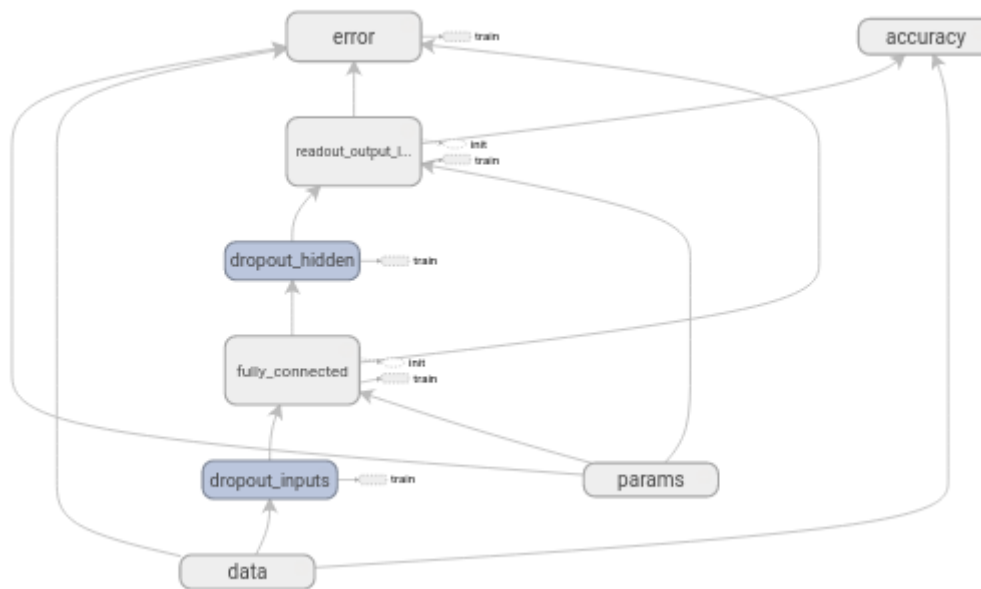 error
train
accuracy
readout_output_l...
init
train
dropout_hidden
train
fully_connected
init
train
dropout_inputs
train
params
data